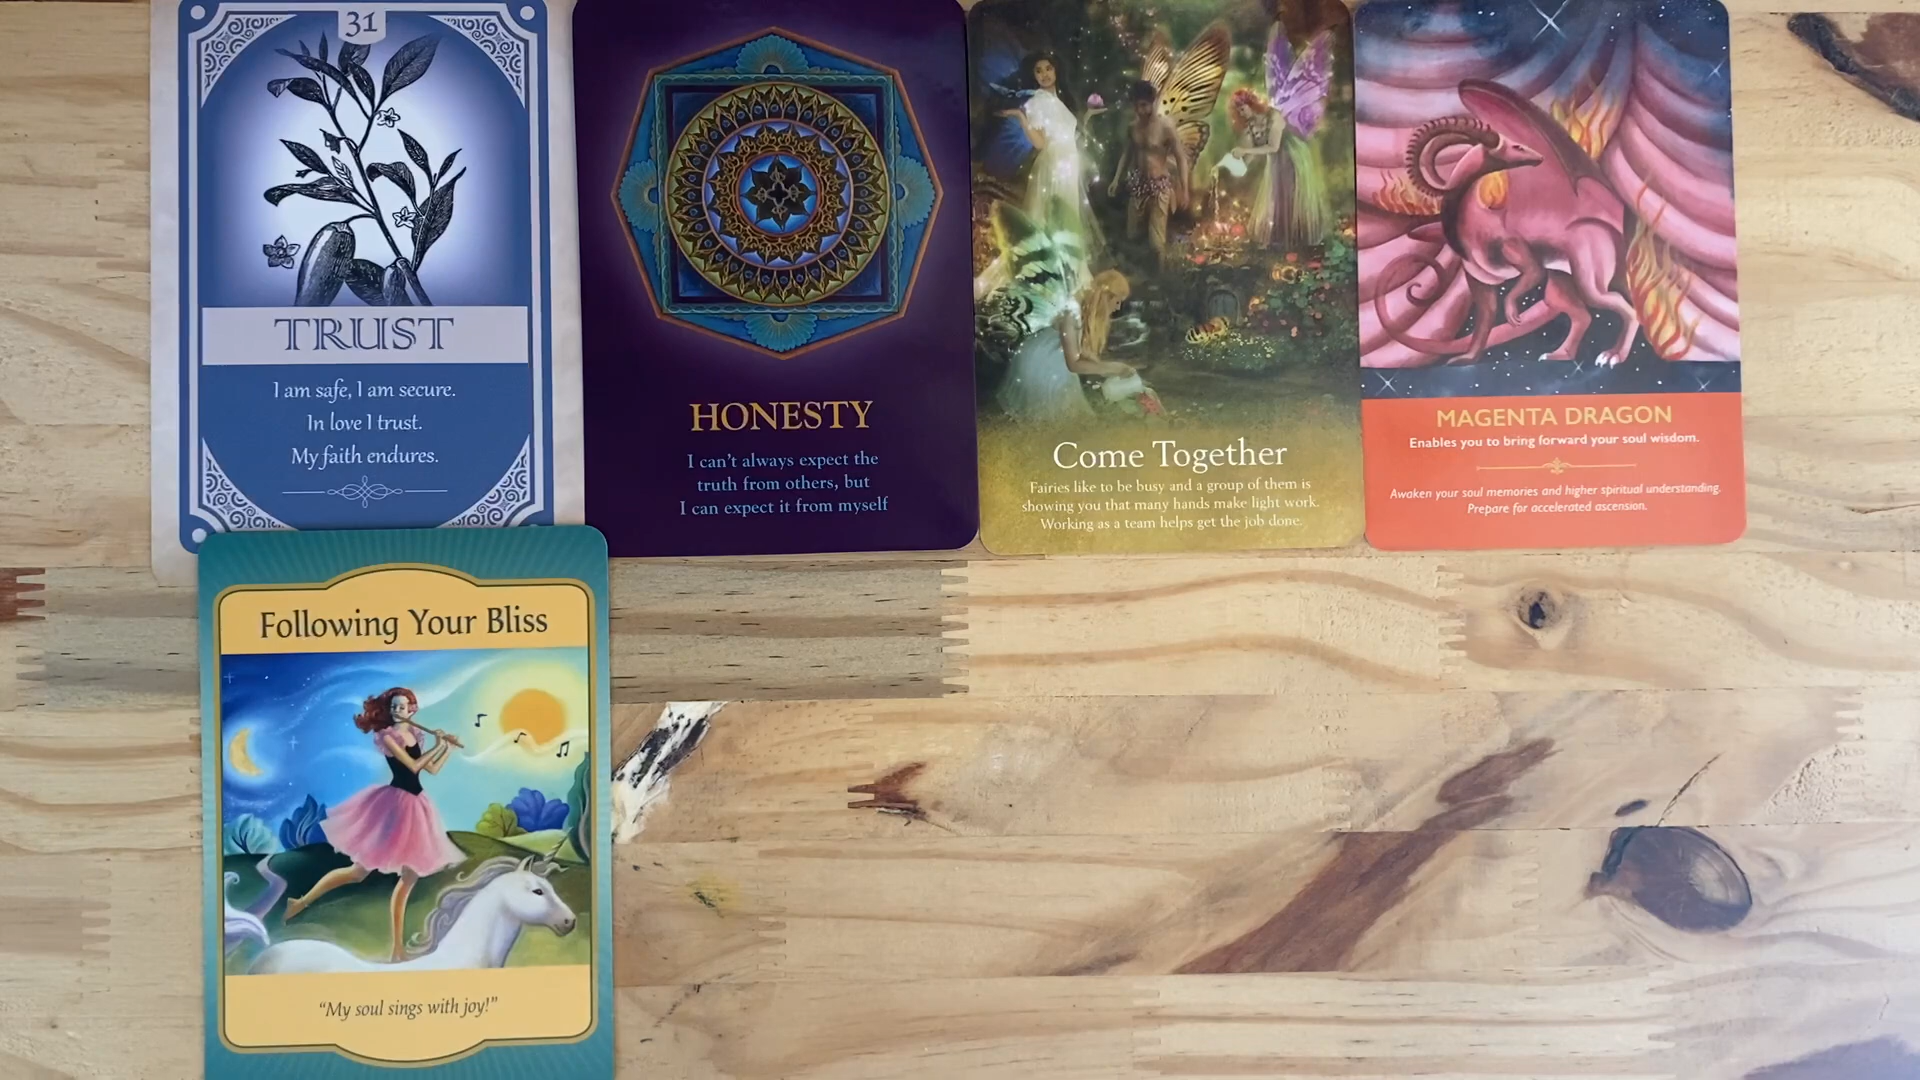 31
TRUST
I am safe, I am secure.
In love I trust.
My faith endures.
HONESTY
I can't always expect the
truth from others, but
I can expect it from myself
Come Together
Fairies like to be busy and a group of them is
showing you that many hands make light work.
Working as a team helps get the job done.
MAGENTA DRAGON
Enables you to bring forward your soul wisdom.
Awaken your soul memories and higher spiritual understanding.
Prepare for accelerated ascension.
Following Your Bliss
"My soul sings with joy!"